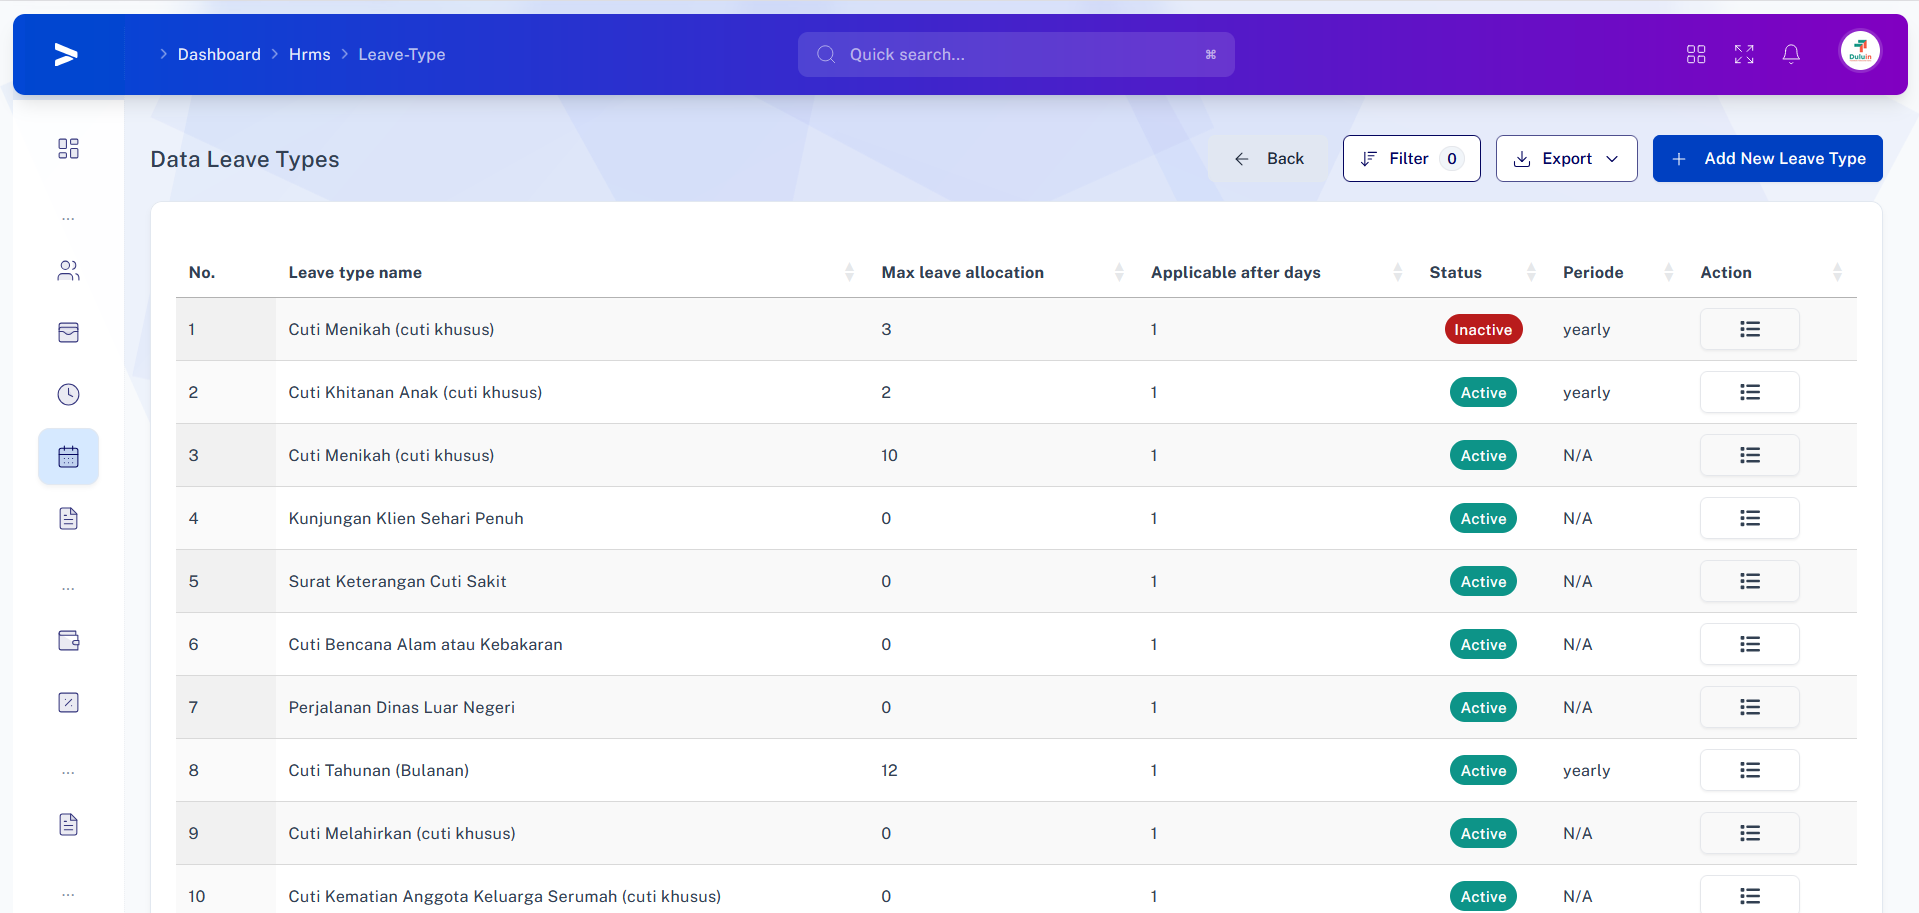 Dashboard > Hrms > Leave-Type
Quick search...
⌘
Duluin
Data Leave Types
Back
Filter 0
Export
Add New Leave Type
No. Leave type name Max leave allocation Applicable after days Status Periode Action
1 Cuti Menikah (cuti khusus) 3 1 Inactive yearly
2 Cuti Khitanan Anak (cuti khusus) 2 1 Active yearly
3 Cuti Menikah (cuti khusus) 10 1 Active N/A
4 Kunjungan Klien Sehari Penuh 0 1 Active N/A
5 Surat Keterangan Cuti Sakit 0 1 Active N/A
6 Cuti Bencana Alam atau Kebakaran 0 1 Active N/A
7 Perjalanan Dinas Luar Negeri 0 1 Active N/A
8 Cuti Tahunan (Bulanan) 12 1 Active yearly
9 Cuti Melahirkan (cuti khusus) 0 1 Active N/A
10 Cuti Kematian Anggota Keluarga Serumah (cuti khusus) 0 1 Active N/A